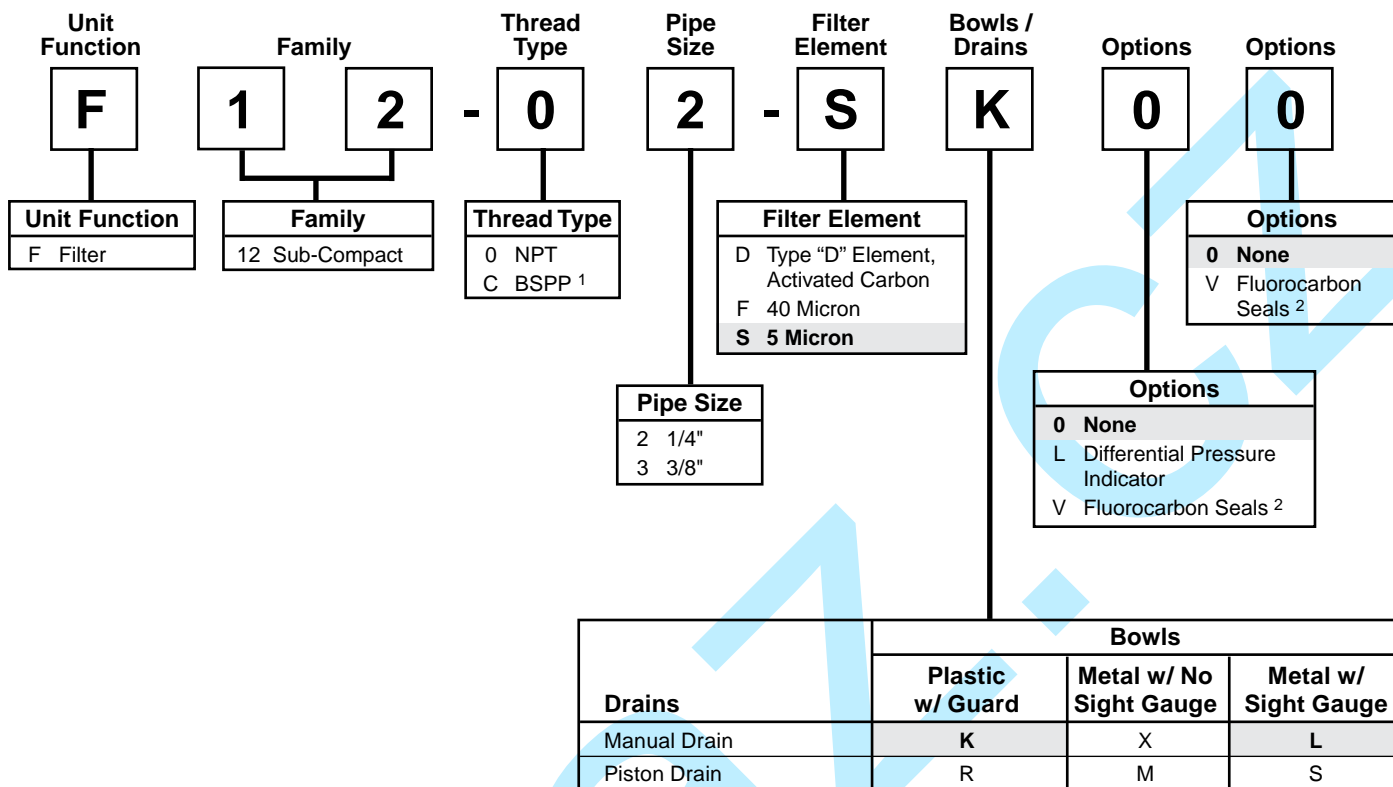 Unit Function
Family
Thread Type
Pipe Size
Filter Element
Bowls / Drains
Options
Options
F 1 2 - 0 2 - S K 0 0
Unit Function
F Filter
Family
12 Sub-Compact
Thread Type
0 NPT
C BSPP 1
Filter Element
D Type “D” Element,
Activated Carbon
F 40 Micron
S 5 Micron
Options
0 None
V Fluorocarbon
Seals 2
Pipe Size
2 1/4"
3 3/8"
Options
0 None
L Differential Pressure
Indicator
V Fluorocarbon Seals 2
Bowls
Drains
Plastic w/ Guard
Metal w/ No Sight Gauge
Metal w/ Sight Gauge
Manual Drain K X L
Piston Drain R M S